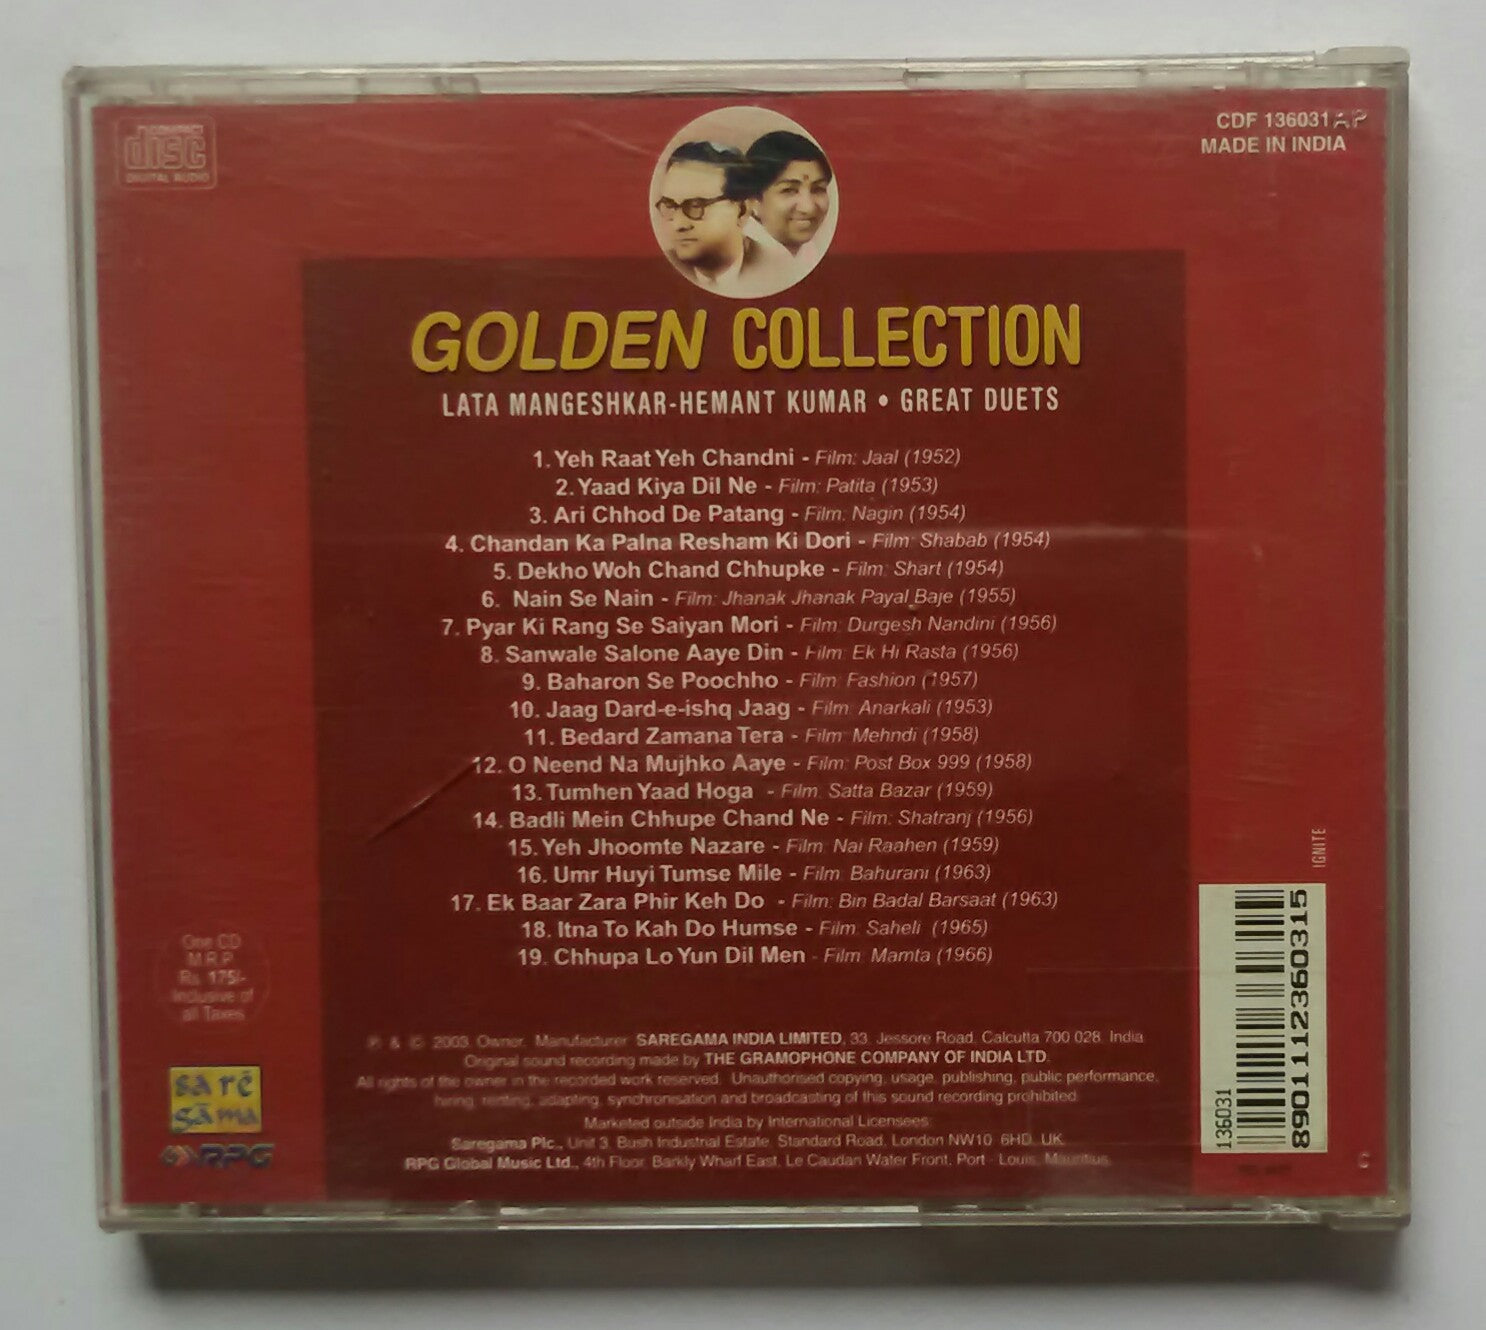 COMPACT
disc
DIGITAL AUDIO
CDF 136031 AP
MADE IN INDIA
GOLDEN COLLECTION
LATA MANGESHKAR-HEMANT KUMAR • GREAT DUETS
1. Yeh Raat Yeh Chandni - Film: Jaal (1952)
2. Yaad Kiya Dil Ne - Film: Patita (1953)
3. Ari Chhod De Patang - Film: Nagin (1954)
4. Chandan Ka Palna Resham Ki Dori - Film: Shabab (1954)
5. Dekho Woh Chand Chhupke - Film: Shart (1954)
6. Nain Se Nain - Film: Jhanak Jhanak Payal Baje (1955)
7. Pyar Ki Rang Se Saiyan Mori - Film: Durgesh Nandini (1956)
8. Sanwale Salone Aaye Din - Film: Ek Hi Rasta (1956)
9. Baharon Se Poochho - Film: Fashion (1957)
10. Jaag Dard-e-ishq Jaag - Film: Anarkali (1953)
11. Bedard Zamana Tera - Film: Mehndi (1958)
12. O Neend Na Mujhko Aaye - Film: Post Box 999 (1958)
13. Tumhen Yaad Hoga - Film: Satta Bazar (1959)
14. Badli Mein Chhupe Chand Ne - Film: Shatranj (1956)
15. Yeh Jhoomte Nazare - Film: Nai Raahen (1959)
16. Umr Huyi Tumse Mile - Film: Bahurani (1963)
17. Ek Baar Zara Phir Keh Do - Film: Bin Badal Barsaat (1963)
18. Itna To Kah Do Humse - Film: Saheli (1965)
19. Chhupa Lo Yun Dil Men - Film: Mamta (1966)
One CD
M.R.P.
Rs. 175/-
Inclusive of
all Taxes
℗ & © 2003. Owner, Manufacturer: SAREGAMA INDIA LIMITED, 33, Jessore Road, Calcutta 700 028. India
Original sound recording made by THE GRAMOPHONE COMPANY OF INDIA LTD.
All rights of the owner in the recorded work reserved. Unauthorised copying, usage, publishing, public performance,
hiring, renting, adapting, synchronisation and broadcasting of this sound recording prohibited.
Marketed outside India by International Licensees:
Saregama Plc., Unit 3, Bush Industrial Estate, Standard Road, London NW10 6HD, UK.
RPG Global Music Ltd., 4th Floor, Barkly Wharf East, Le Caudan Water Front, Port - Louis, Mauritius.
sa rē
gā ma
RPG
IGNITE
136031
8901112360315
C